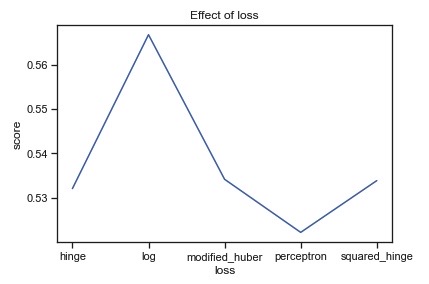 Effect of loss
score
0.56
0.55
0.54
0.53
hinge
log
modified_huber
perceptron
squared_hinge
loss